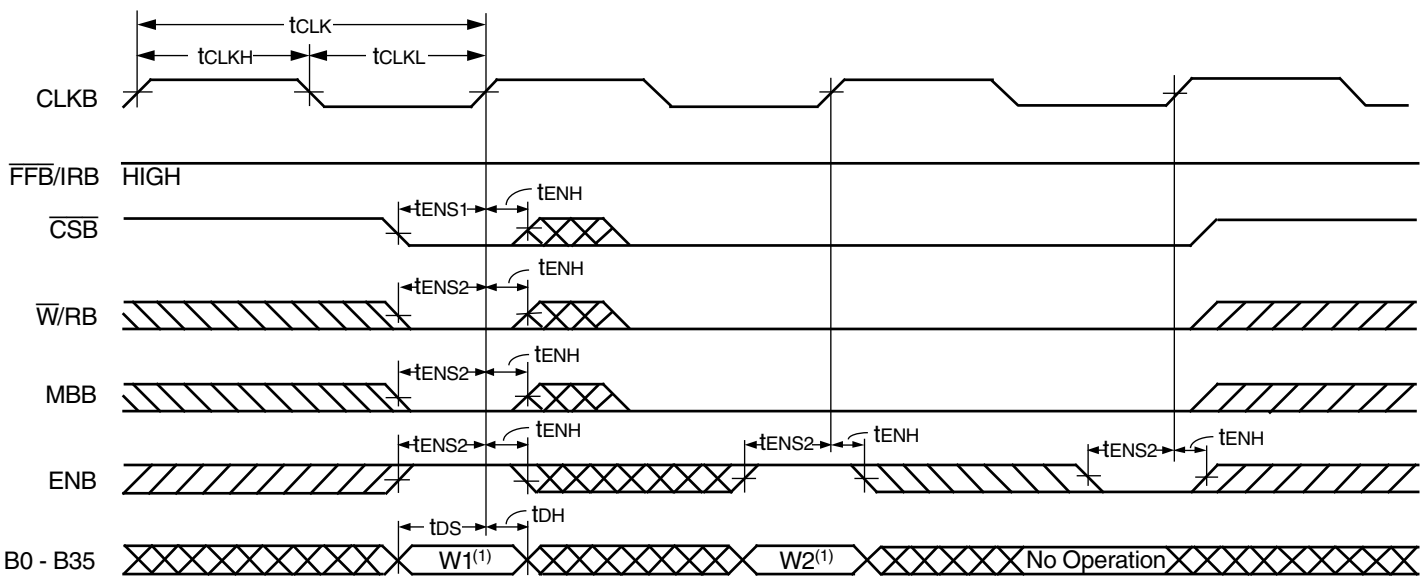 tCLK
tCLKH tCLKL
CLKB
FFB/IRB HIGH
tENS1 tENH
CSB
tENS2 tENH
W/RB
tENS2 tENH
MBB
tENS2 tENH tENS2 tENH tENS2 tENH
ENB
tDS tDH
B0 - B35 W1(1) W2(1) No Operation